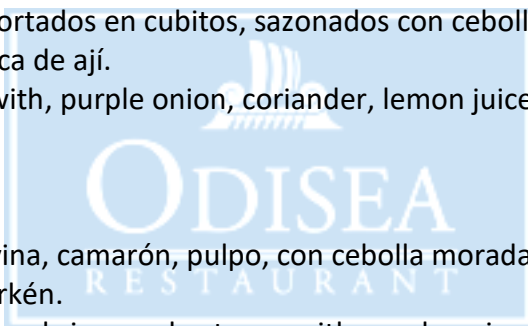 ortados en cubitos, sazonados con ceboll
ca de ají.
with, purple onion, coriander, lemon juice
ODISEA
vina, camarón, pulpo, con cebolla morada
RESTAURANT
rkén.